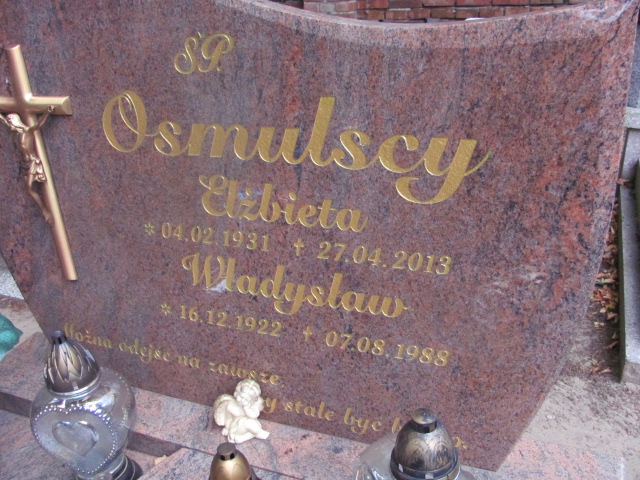 Ś.P.
Osmulscy
Elżbieta
* 04.02.1931 ✝ 27.04.2013
Władysław
* 16.12.1922 ✝ 07.08.1988
Można odejść na zawsze
by stale być